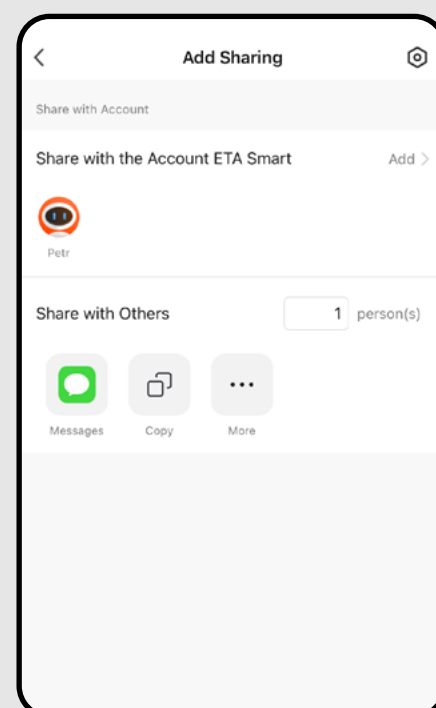 Add Sharing
Share with Account
Share with the Account ETA Smart Add
Petr
Share with Others 1 person(s)
Messages Copy More